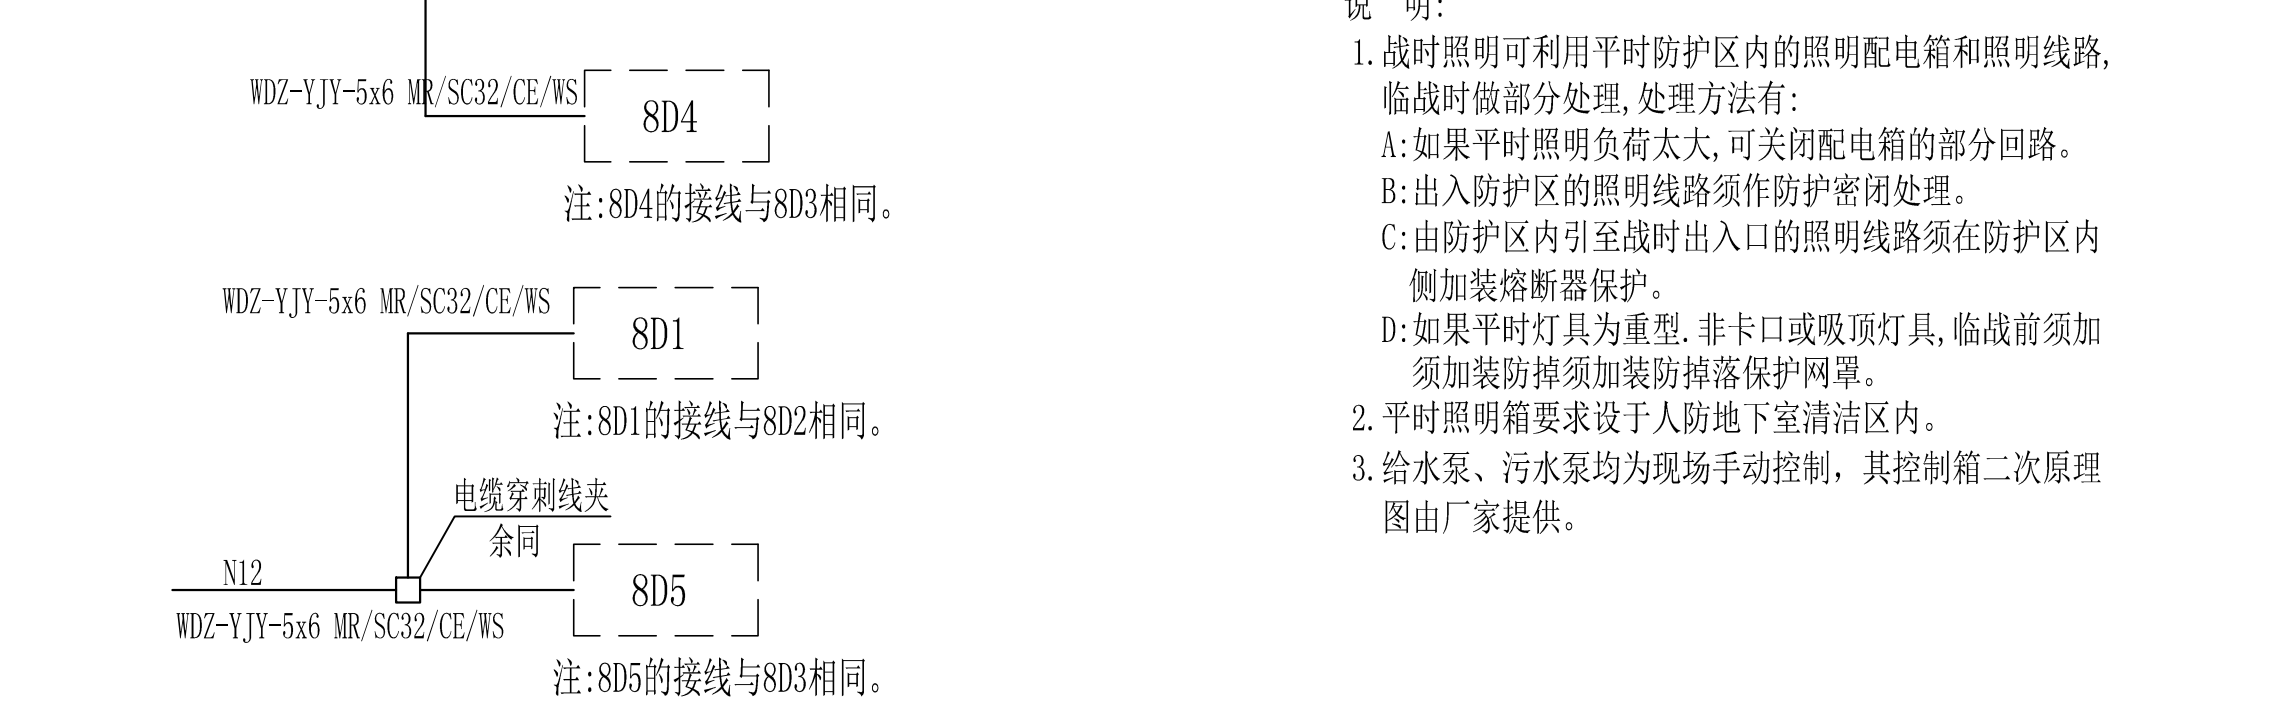 WDZ-YJY-5x6 MR/SC32/CE/WS
8D4
注:8D4的接线与8D3相同。
WDZ-YJY-5x6 MR/SC32/CE/WS
8D1
注:8D1的接线与8D2相同。
电缆穿刺线夹
余同
N12
8D5
WDZ-YJY-5x6 MR/SC32/CE/WS
注:8D5的接线与8D3相同。
说 明:
1.战时照明可利用平时防护区内的照明配电箱和照明线路,
临战时做部分处理,处理方法有:
A:如果平时照明负荷太大,可关闭配电箱的部分回路。
B:出入防护区的照明线路须作防护密闭处理。
C:由防护区内引至战时出入口的照明线路须在防护区内
侧加装熔断器保护。
D:如果平时灯具为重型.非卡口或吸顶灯具,临战前须加
须加装防掉须加装防掉落保护网罩。
2.平时照明箱要求设于人防地下室清洁区内。
3.给水泵、污水泵均为现场手动控制，其控制箱二次原理
图由厂家提供。